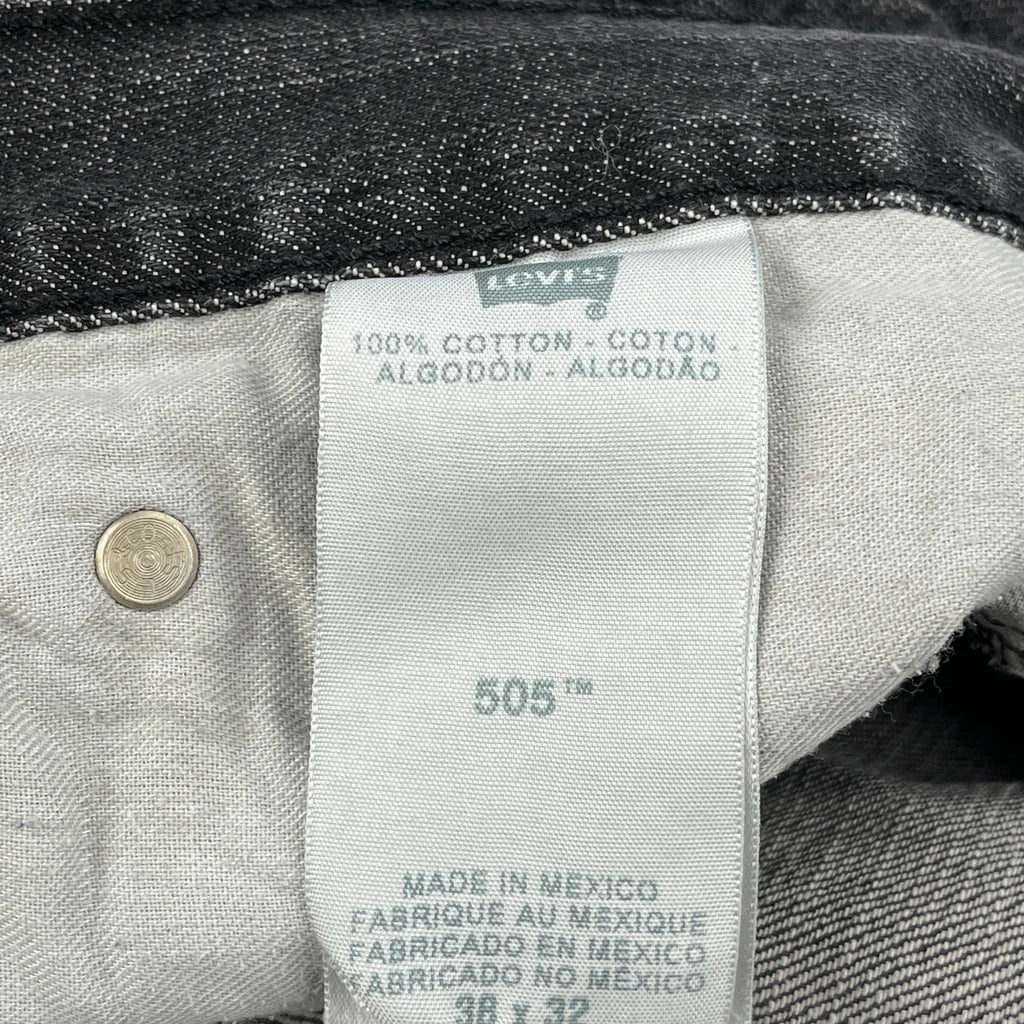 LEVI'S
®
100% COTTON - COTON -
ALGODÓN - ALGODÃO
505™
MADE IN MEXICO
FABRIQUE AU MEXIQUE
FABRICADO EN MEXICO
FABRICADO NO MÉXICO
38 x 32